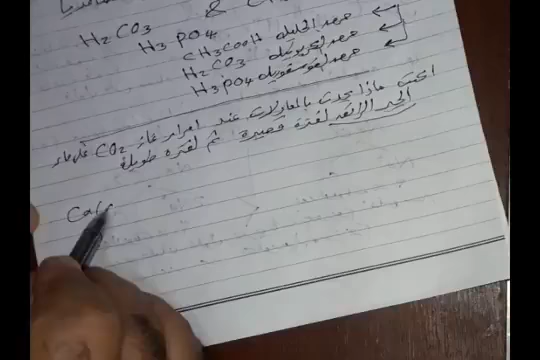 H2CO3
H3PO4
CH3COOH حمض الخليك
H2CO3 حمض الكربونيك
H3PO4 حمض الفوسفوريك
اكتب ماذا يحدث بالمعادلات عند امرار غاز CO2 على ماء
الجير الرائق لفترة قصيرة ثم لفترة طويلة
Ca(